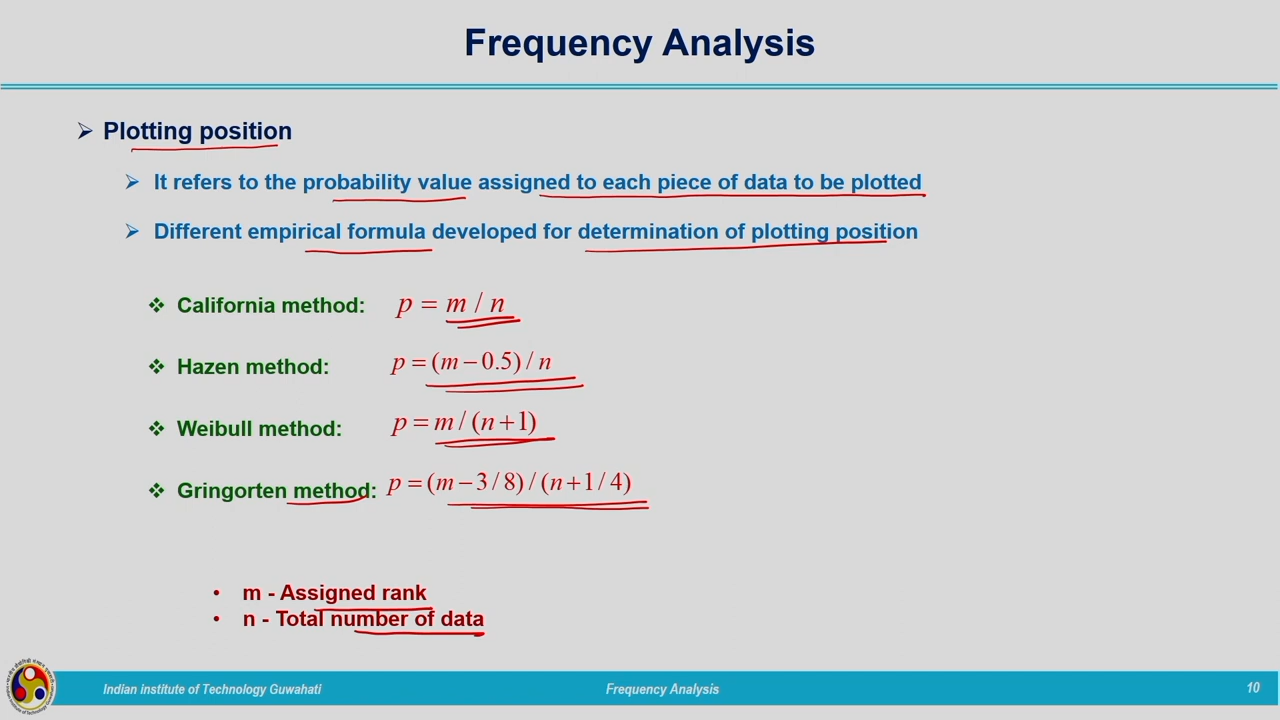 Frequency Analysis
Plotting position
It refers to the probability value assigned to each piece of data to be plotted
Different empirical formula developed for determination of plotting position
California method: p = m / n
Hazen method: p = (m − 0.5) / n
Weibull method: p = m / (n + 1)
Gringorten method: p = (m − 3 / 8) / (n + 1 / 4)
m - Assigned rank
n - Total number of data
Indian institute of Technology Guwahati Frequency Analysis 10